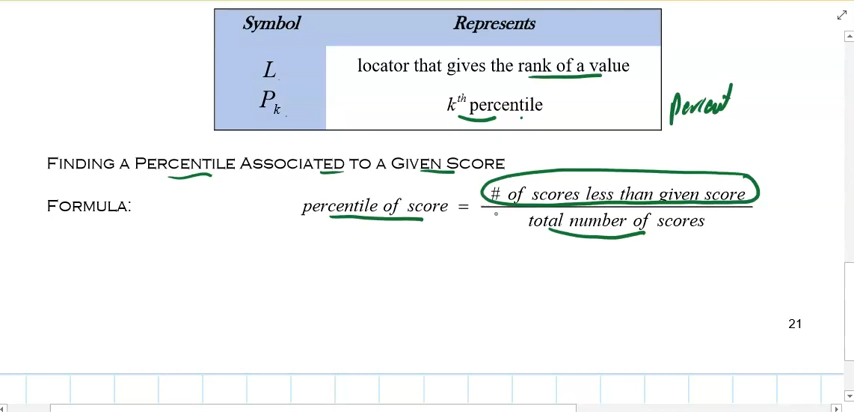 Symbol Represents
L locator that gives the rank of a value
Pk kth percentile
percent
FINDING A PERCENTILE ASSOCIATED TO A GIVEN SCORE
FORMULA: percentile of score = # of scores less than given score
total number of scores
21